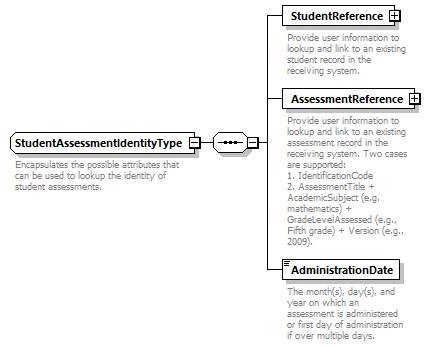 StudentReference
Provide user information to
lookup and link to an existing
student record in the
receiving system.
AssessmentReference
Provide user information to
lookup and link to an existing
assessment record in the
receiving system. Two cases
are supported:
1. IdentificationCode
2. AssessmentTitle +
AcademicSubject (e.g.
mathematics) +
GradeLevelAssessed (e.g.,
Fifth grade) + Version (e.g.,
2009).
StudentAssessmentIdentityType
Encapsulates the possible attributes that
can be used to lookup the identity of
student assessments.
AdministrationDate
The month(s), day(s), and
year on which an
assessment is administered
or first day of administration
if over multiple days.